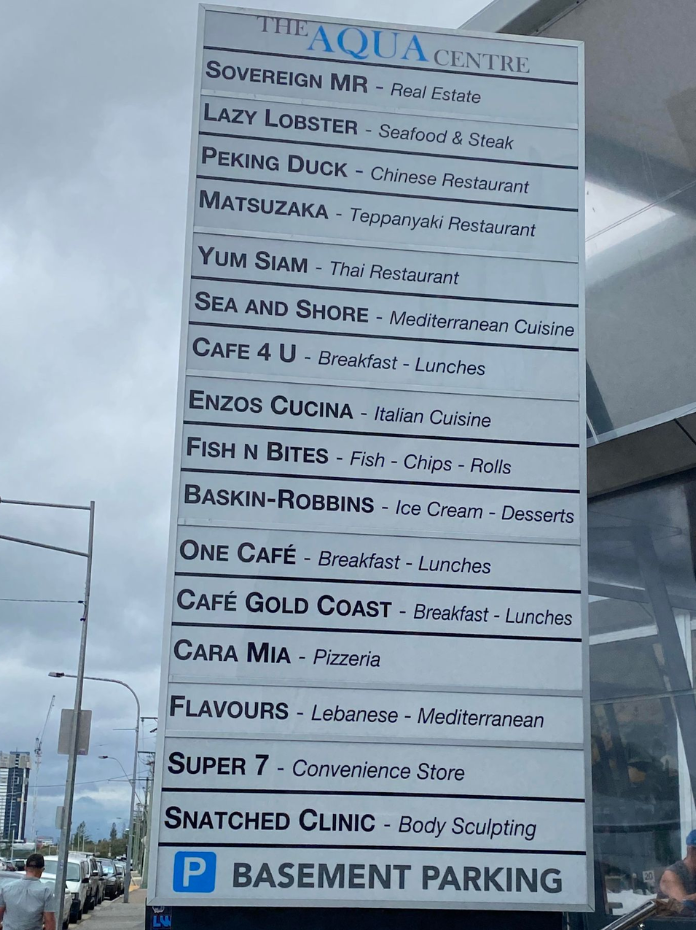 THE AQUA CENTRE
SOVEREIGN MR - Real Estate
LAZY LOBSTER - Seafood & Steak
PEKING DUCK - Chinese Restaurant
MATSUZAKA - Teppanyaki Restaurant
YUM SIAM - Thai Restaurant
SEA AND SHORE - Mediterranean Cuisine
CAFE 4 U - Breakfast - Lunches
ENZOS CUCINA - Italian Cuisine
FISH N BITES - Fish - Chips - Rolls
BASKIN-ROBBINS - Ice Cream - Desserts
ONE CAFÉ - Breakfast - Lunches
CAFÉ GOLD COAST - Breakfast - Lunches
CARA MIA - Pizzeria
FLAVOURS - Lebanese - Mediterranean
SUPER 7 - Convenience Store
SNATCHED CLINIC - Body Sculpting
P BASEMENT PARKING